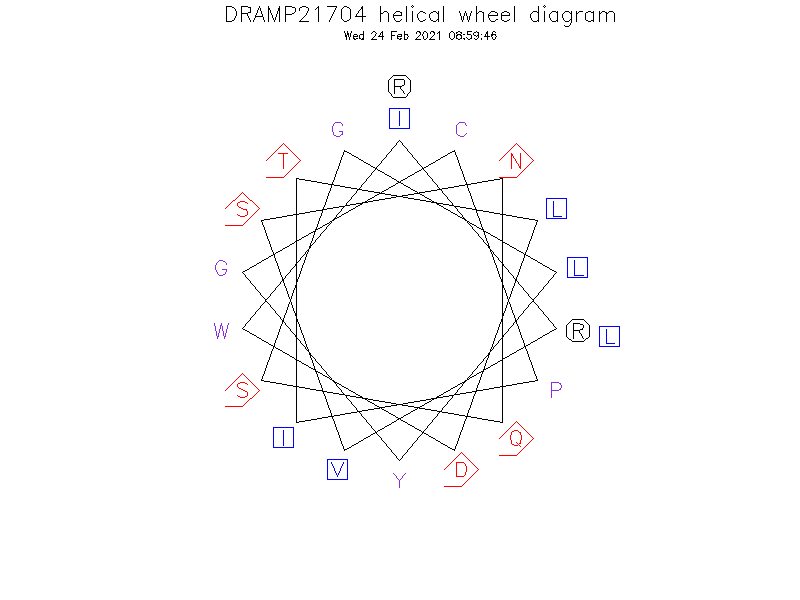 DRAMP21704 helical wheel diagram
Wed 24 Feb 2021 08:59:46
R
G I C
T N
S L
G L
W R L
S P
I Q
V Y D